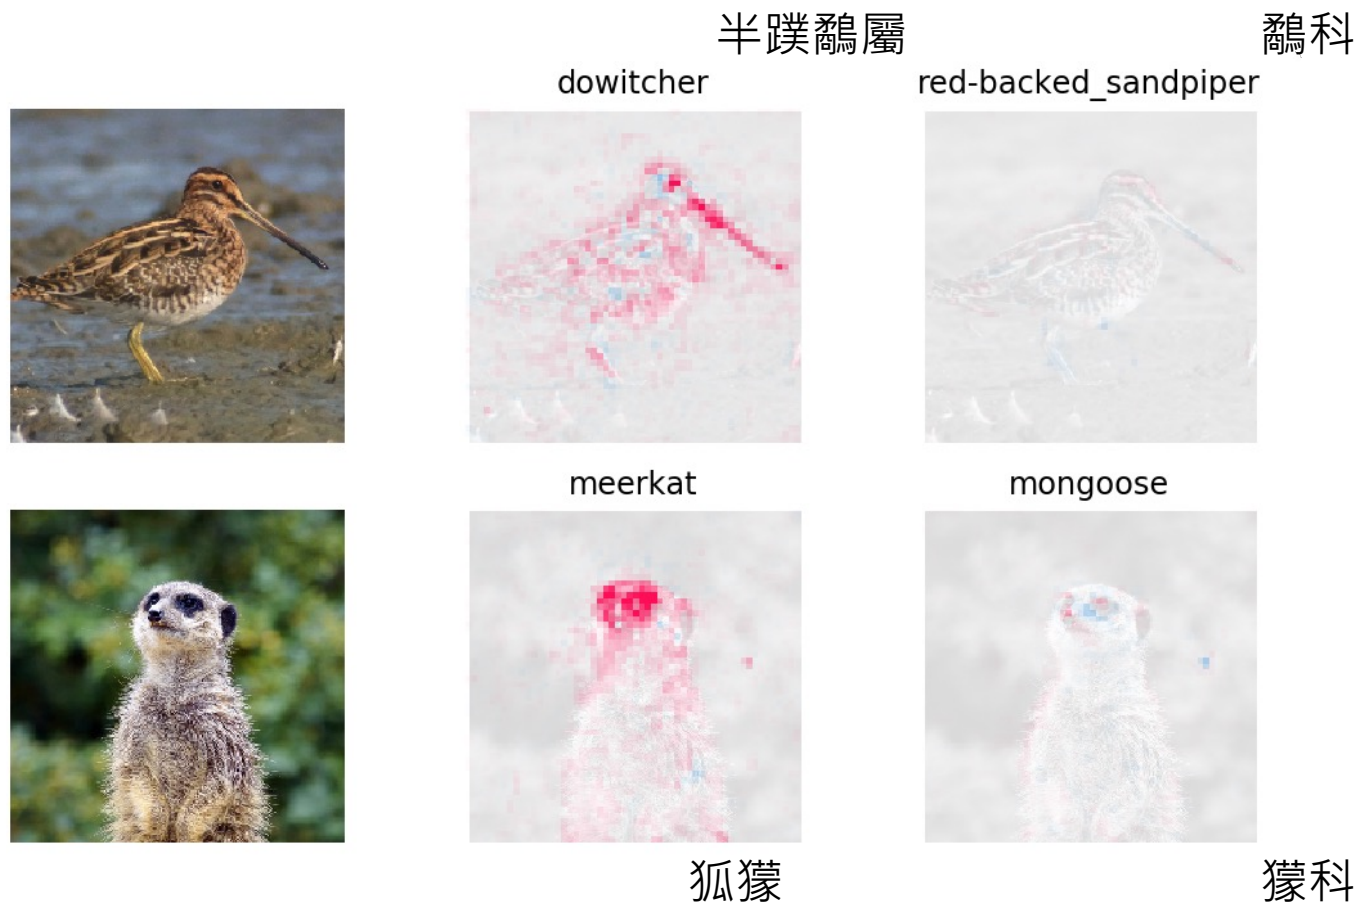 半蹼鷸屬 鷸科
dowitcher red-backed_sandpiper
meerkat mongoose
狐獴 獴科